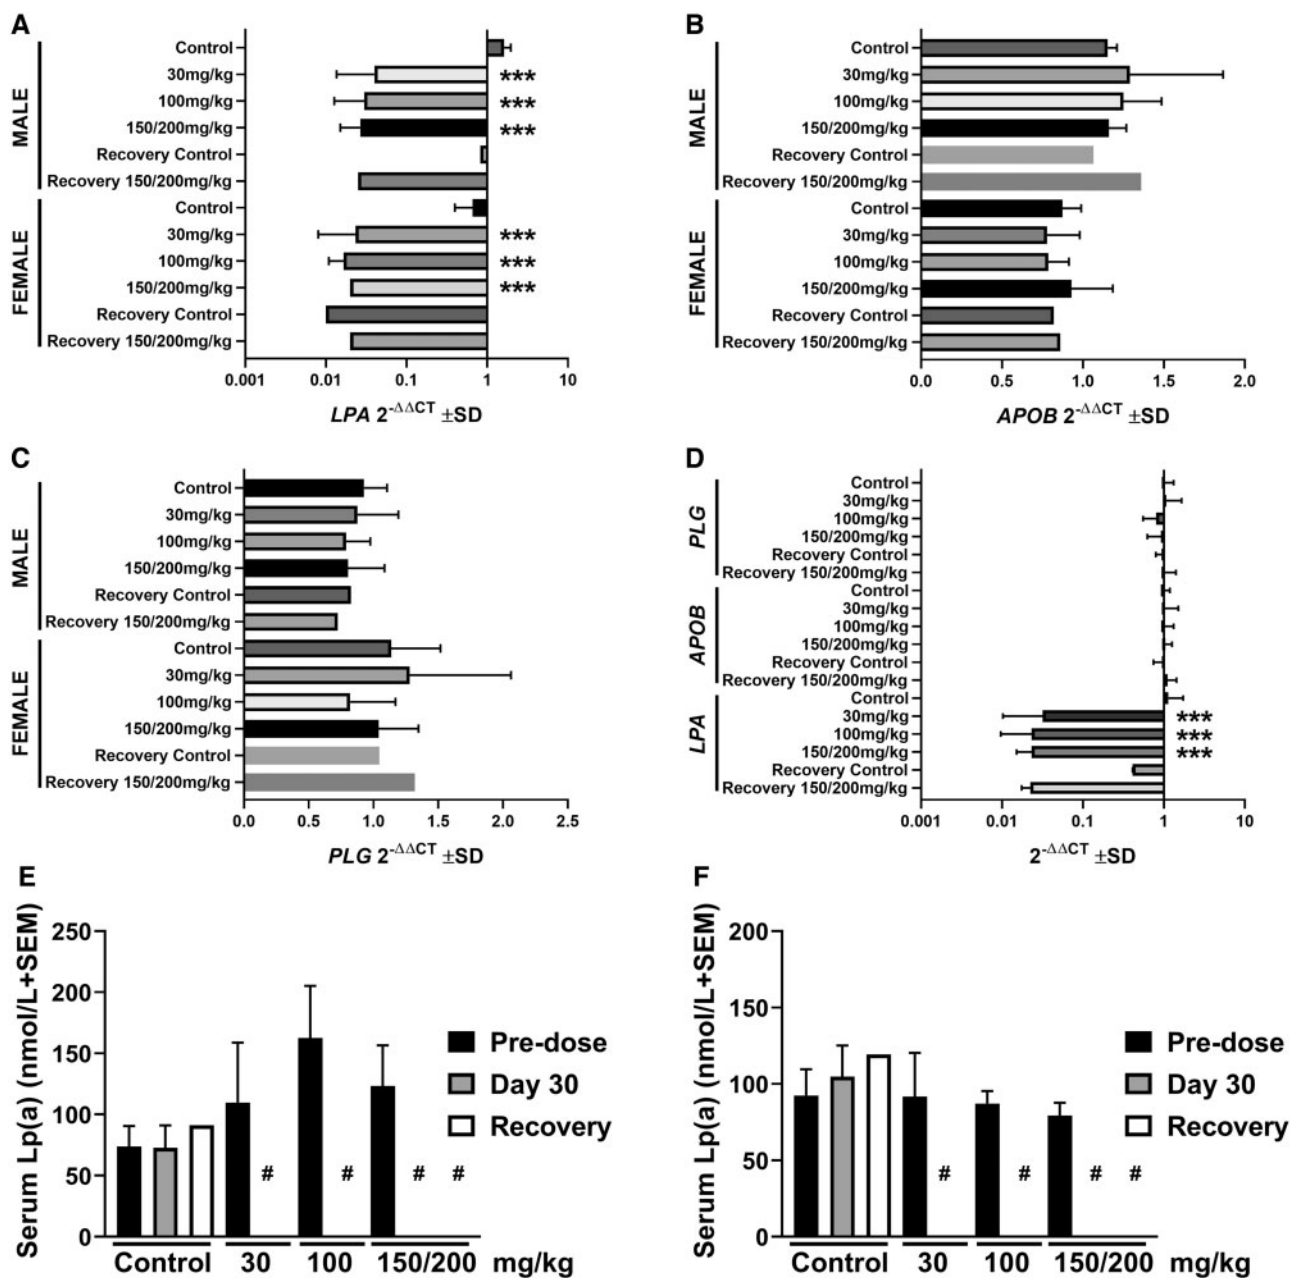 A
MALE
Control
30mg/kg ***
100mg/kg ***
150/200mg/kg ***
Recovery Control
Recovery 150/200mg/kg
FEMALE
Control
30mg/kg ***
100mg/kg ***
150/200mg/kg ***
Recovery Control
Recovery 150/200mg/kg
0.001 0.01 0.1 1 10
LPA 2-ΔΔCT ±SD
B
MALE
Control
30mg/kg
100mg/kg
150/200mg/kg
Recovery Control
Recovery 150/200mg/kg
FEMALE
Control
30mg/kg
100mg/kg
150/200mg/kg
Recovery Control
Recovery 150/200mg/kg
0.0 0.5 1.0 1.5 2.0
APOB 2-ΔΔCT ±SD
C
MALE
Control
30mg/kg
100mg/kg
150/200mg/kg
Recovery Control
Recovery 150/200mg/kg
FEMALE
Control
30mg/kg
100mg/kg
150/200mg/kg
Recovery Control
Recovery 150/200mg/kg
0.0 0.5 1.0 1.5 2.0 2.5
PLG 2-ΔΔCT ±SD
D
PLG
Control
30mg/kg
100mg/kg
150/200mg/kg
Recovery Control
Recovery 150/200mg/kg
APOB
Control
30mg/kg
100mg/kg
150/200mg/kg
Recovery Control
Recovery 150/200mg/kg
LPA
Control
30mg/kg ***
100mg/kg ***
150/200mg/kg ***
Recovery Control
Recovery 150/200mg/kg
0.001 0.01 0.1 1 10
2-ΔΔCT ±SD
E
Serum Lp(a) (nmol/L+SEM)
250
200
150
100
50
0
# # # #
Pre-dose
Day 30
Recovery
Control 30 100 150/200 mg/kg
F
Serum Lp(a) (nmol/L+SEM)
200
150
100
50
0
# # # #
Pre-dose
Day 30
Recovery
Control 30 100 150/200 mg/kg